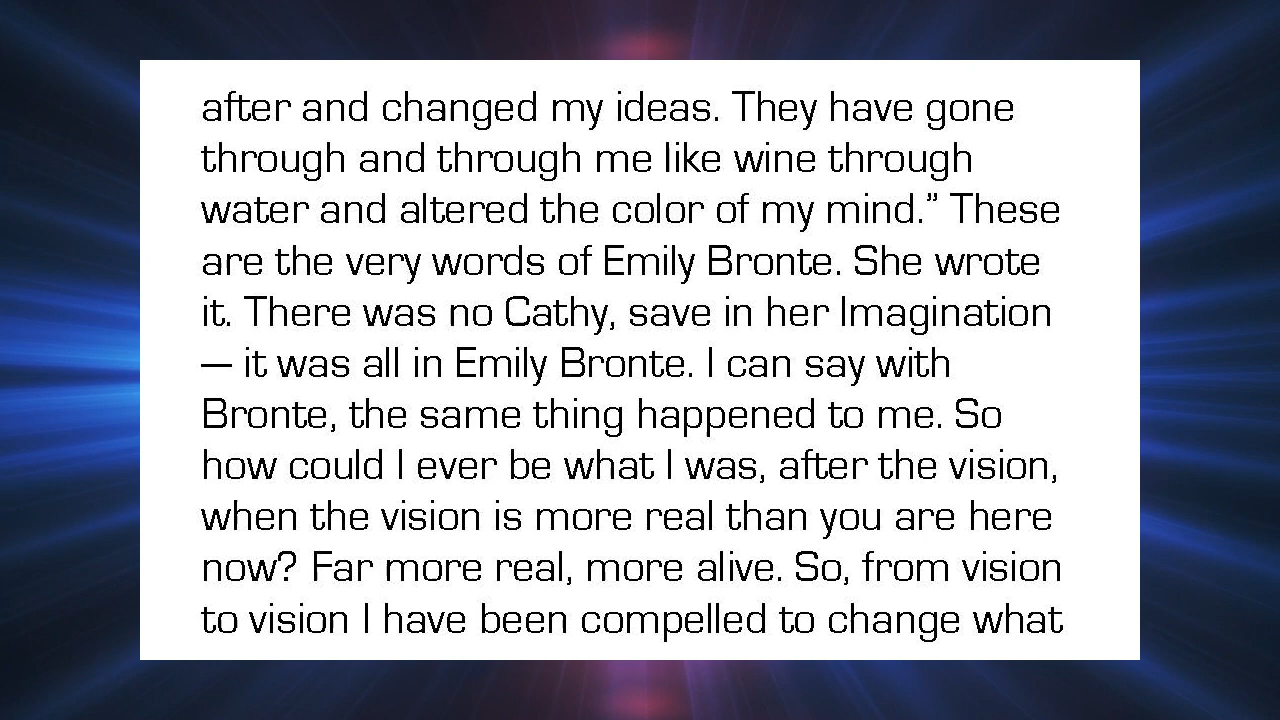 after and changed my ideas. They have gone
through and through me like wine through
water and altered the color of my mind.” These
are the very words of Emily Bronte. She wrote
it. There was no Cathy, save in her Imagination
— it was all in Emily Bronte. I can say with
Bronte, the same thing happened to me. So
how could I ever be what I was, after the vision,
when the vision is more real than you are here
now? Far more real, more alive. So, from vision
to vision I have been compelled to change what